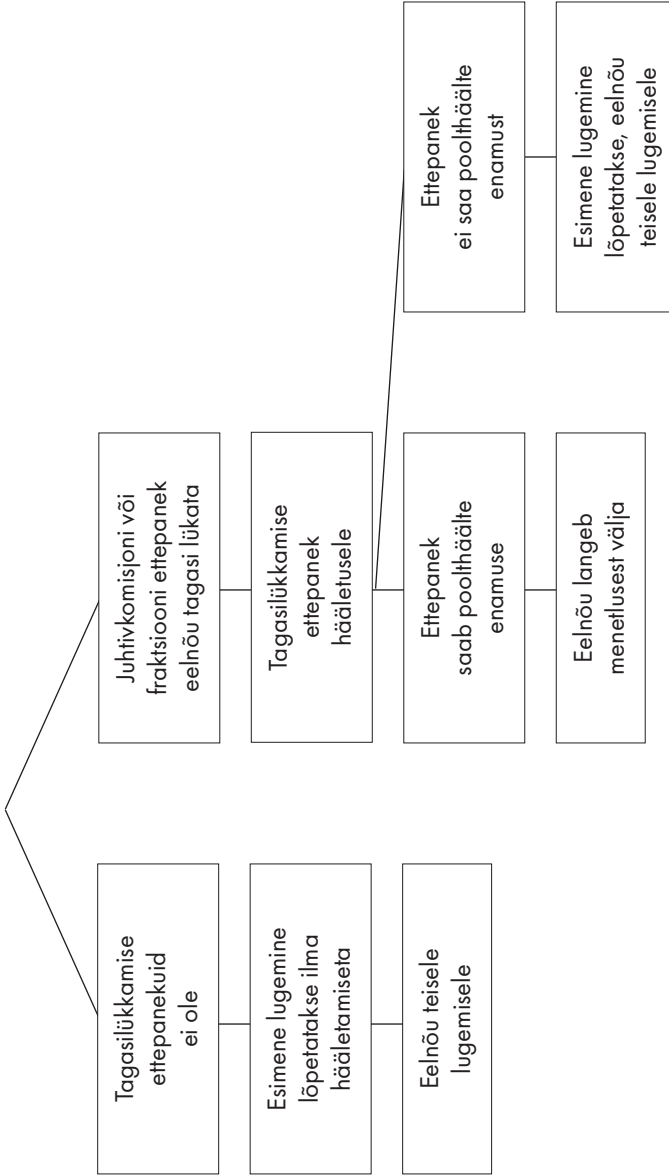 Tagasilükkamise
ettepanekuid
ei ole
Esimene lugemine
lõpetatakse ilma
hääletamiseta
Eelnõu teisele
lugemisele
Juhtivkomisjoni või
fraktsiooni ettepanek
eelnõu tagasi lükata
Tagasilükkamise
ettepanek
hääletusele
Ettepanek
saab poolthäälte
enamuse
Eelnõu langeb
menetlusest välja
Ettepanek
ei saa poolthäälte
enamust
Esimene lugemine
lõpetatakse, eelnõu
teisele lugemisele